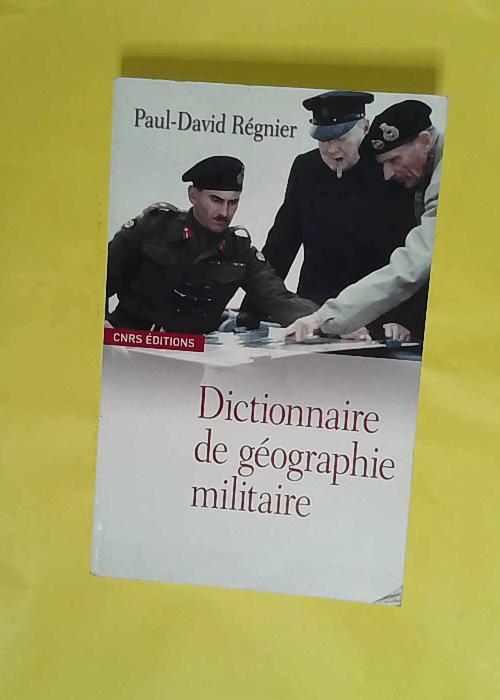 Paul-David Régnier
CNRS ÉDITIONS
Dictionnaire
de géographie
militaire